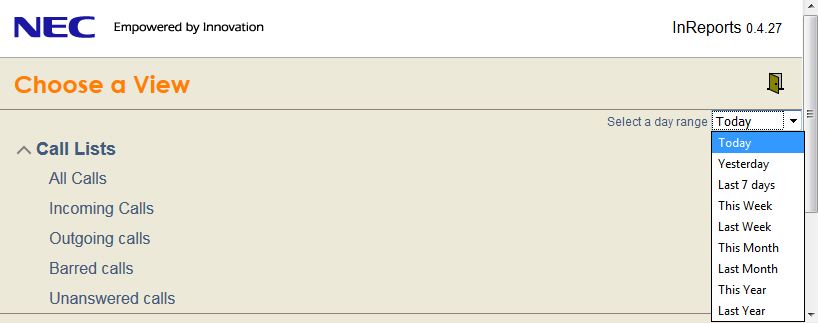 NEC Empowered by Innovation InReports 0.4.27
Choose a View
Select a day range Today
Call Lists
All Calls
Incoming Calls
Outgoing calls
Barred calls
Unanswered calls
Today
Yesterday
Last 7 days
This Week
Last Week
This Month
Last Month
This Year
Last Year